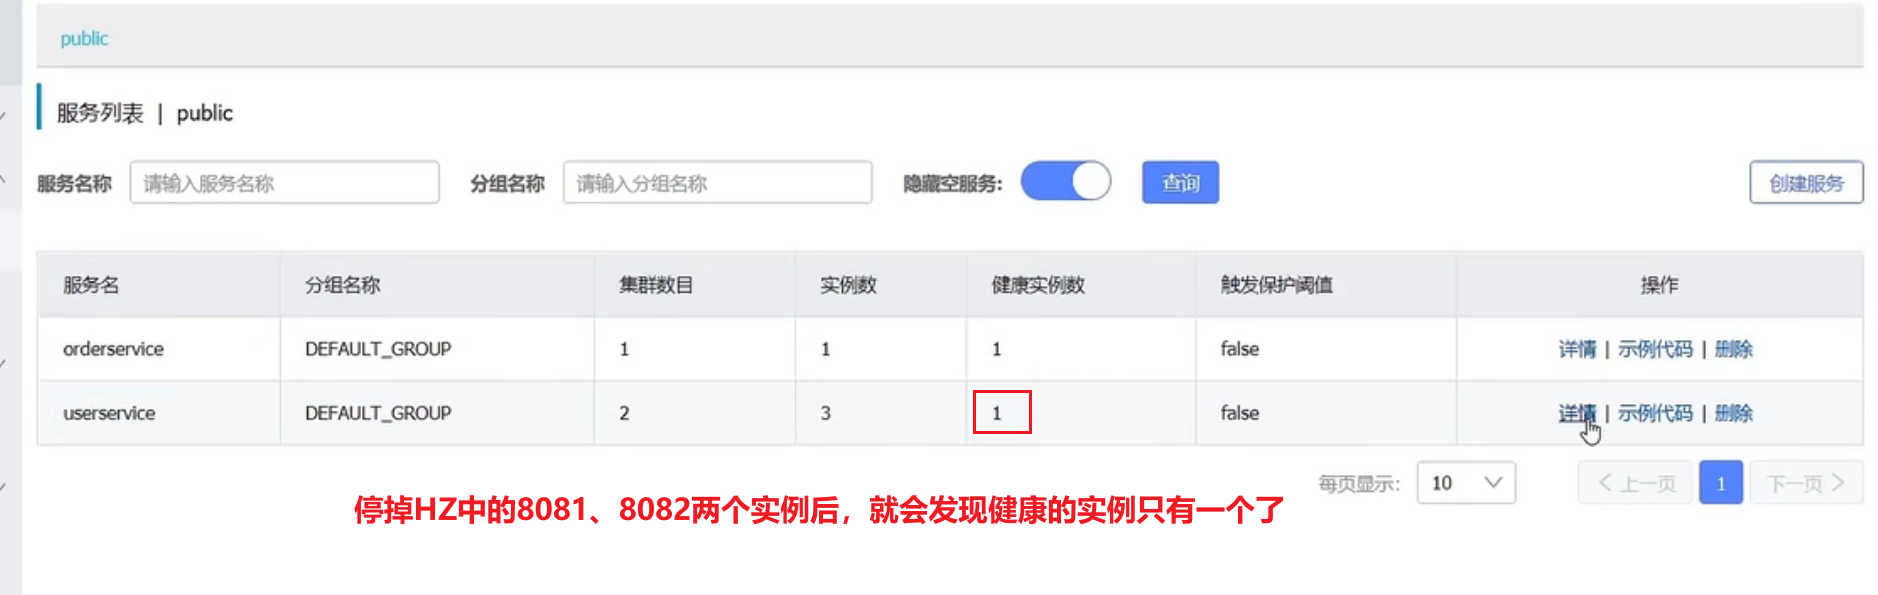 public
服务列表 | public
服务名称 请输入服务名称 分组名称 请输入分组名称 隐藏空服务: 查询 创建服务
服务名 分组名称 集群数目 实例数 健康实例数 触发保护阈值 操作
orderservice DEFAULT_GROUP 1 1 1 false 详情 | 示例代码 | 删除
userservice DEFAULT_GROUP 2 3 1 false 详情 | 示例代码 | 删除
每页显示: 10 < 上一页 1 下一页 >
停掉HZ中的8081、8082两个实例后，就会发现健康的实例只有一个了